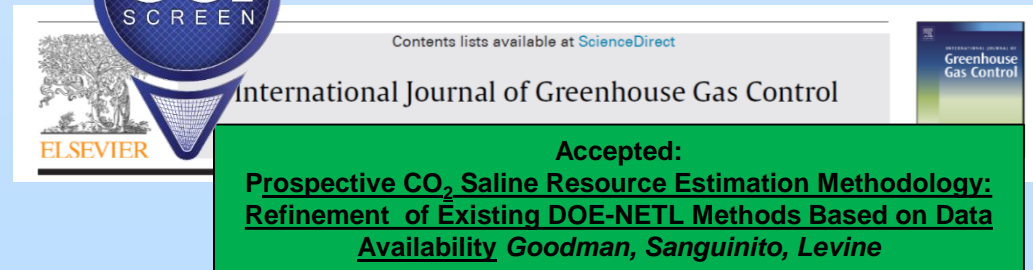 SCREEN
Contents lists available at ScienceDirect
International Journal of Greenhouse Gas Control
ELSEVIER
Greenhouse
Gas Control
Accepted:
Prospective CO₂ Saline Resource Estimation Methodology:
Refinement of Existing DOE-NETL Methods Based on Data
Availability Goodman, Sanguinito, Levine